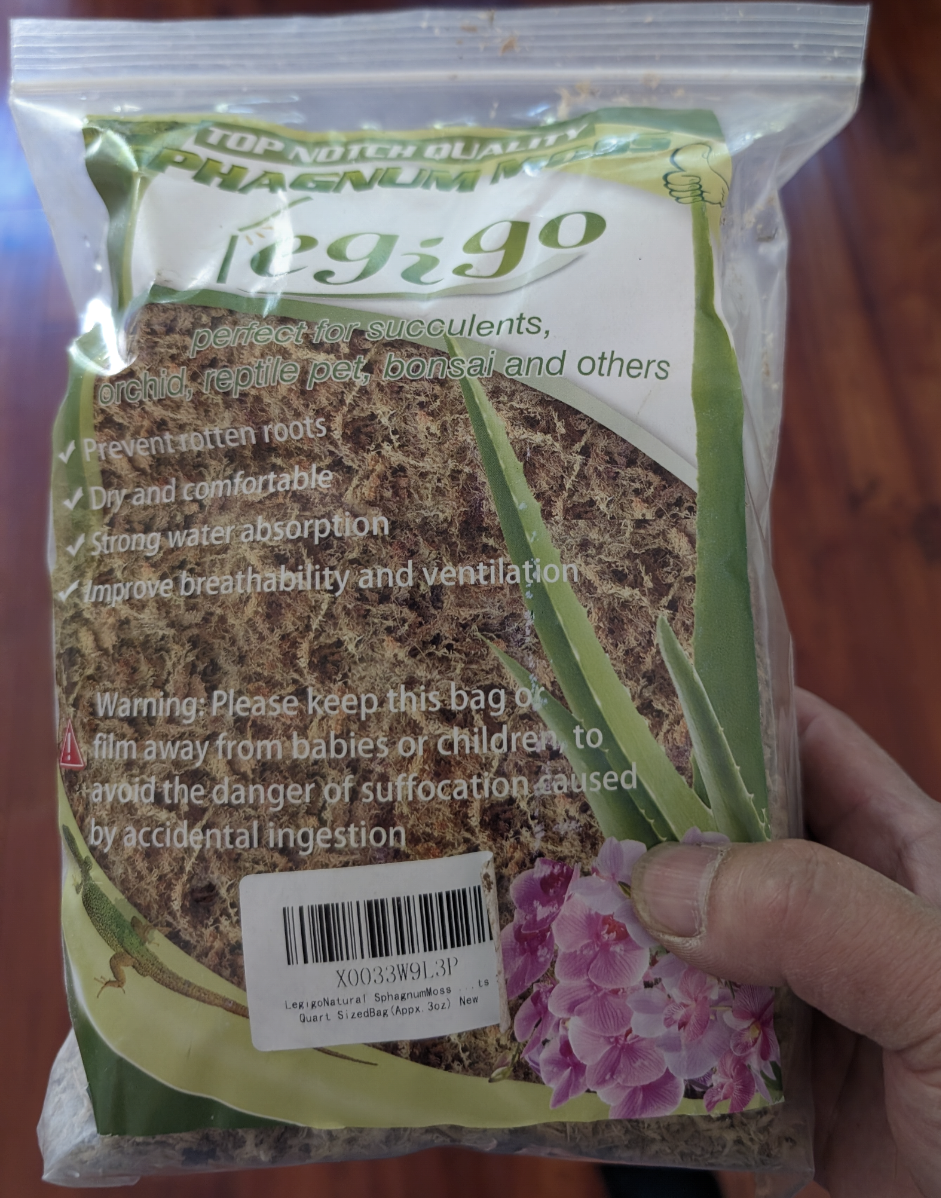 TOP NOTCH QUALITY
PHAGNUM MOSS
legigo
perfect for succulents,
orchid, reptile pet, bonsai and others
✓ Prevent rotten roots
✓ Dry and comfortable
✓ Strong water absorption
✓ Improve breathability and ventilation
Warning: Please keep this bag or
film away from babies or children, to
avoid the danger of suffocation caused
by accidental ingestion
X0033W9L3P
LegigoNatural SphagnumMoss ...ts
Quart SizedBag(Appx.3oz) New